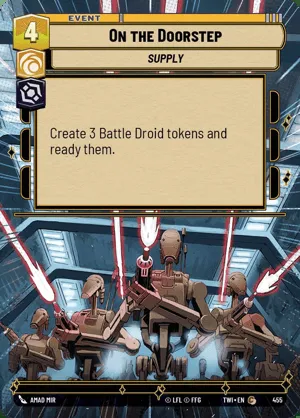 EVENT
4
ON THE DOORSTEP
SUPPLY
Create 3 Battle Droid tokens and
ready them.
AMAD MIR
© LFL © FFG
TWI • EN
C
455